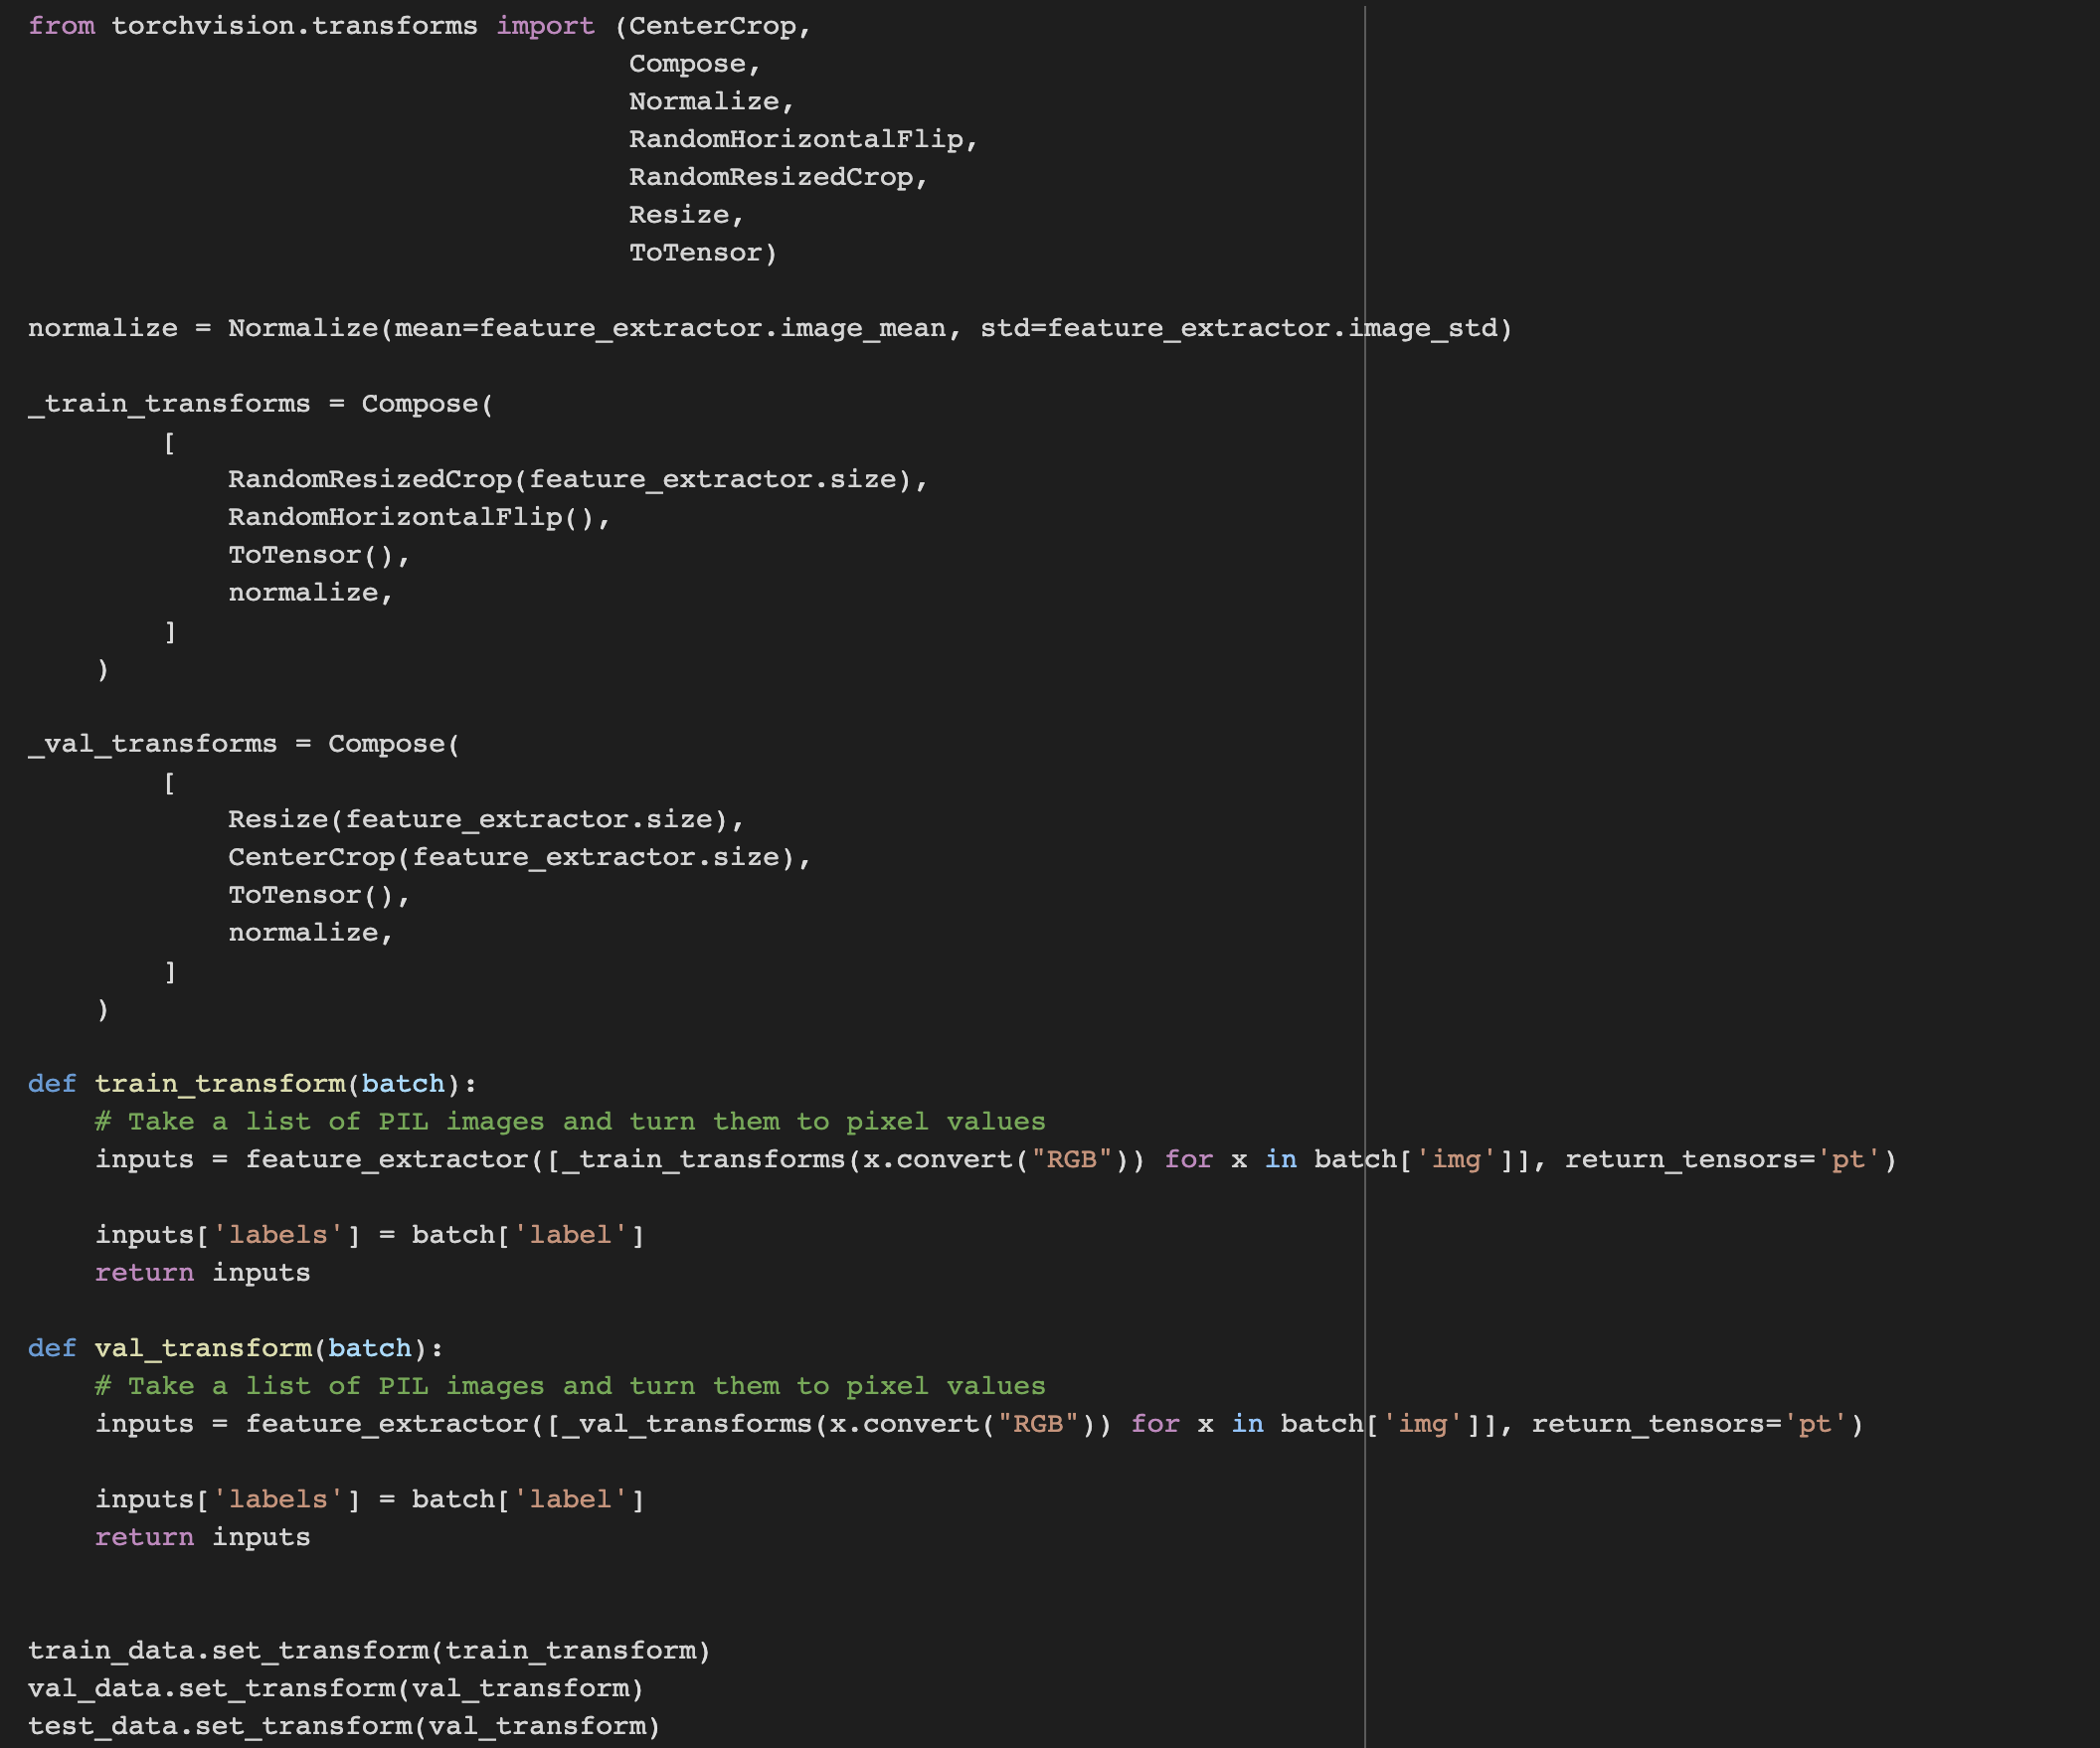 from torchvision.transforms import (CenterCrop,
                                    Compose,
                                    Normalize,
                                    RandomHorizontalFlip,
                                    RandomResizedCrop,
                                    Resize,
                                    ToTensor)

normalize = Normalize(mean=feature_extractor.image_mean, std=feature_extractor.image_std)

_train_transforms = Compose(
        [
            RandomResizedCrop(feature_extractor.size),
            RandomHorizontalFlip(),
            ToTensor(),
            normalize,
        ]
    )

_val_transforms = Compose(
        [
            Resize(feature_extractor.size),
            CenterCrop(feature_extractor.size),
            ToTensor(),
            normalize,
        ]
    )

def train_transform(batch):
    # Take a list of PIL images and turn them to pixel values
    inputs = feature_extractor([_train_transforms(x.convert("RGB")) for x in batch['img']], return_tensors='pt')

    inputs['labels'] = batch['label']
    return inputs

def val_transform(batch):
    # Take a list of PIL images and turn them to pixel values
    inputs = feature_extractor([_val_transforms(x.convert("RGB")) for x in batch['img']], return_tensors='pt')

    inputs['labels'] = batch['label']
    return inputs


train_data.set_transform(train_transform)
val_data.set_transform(val_transform)
test_data.set_transform(val_transform)